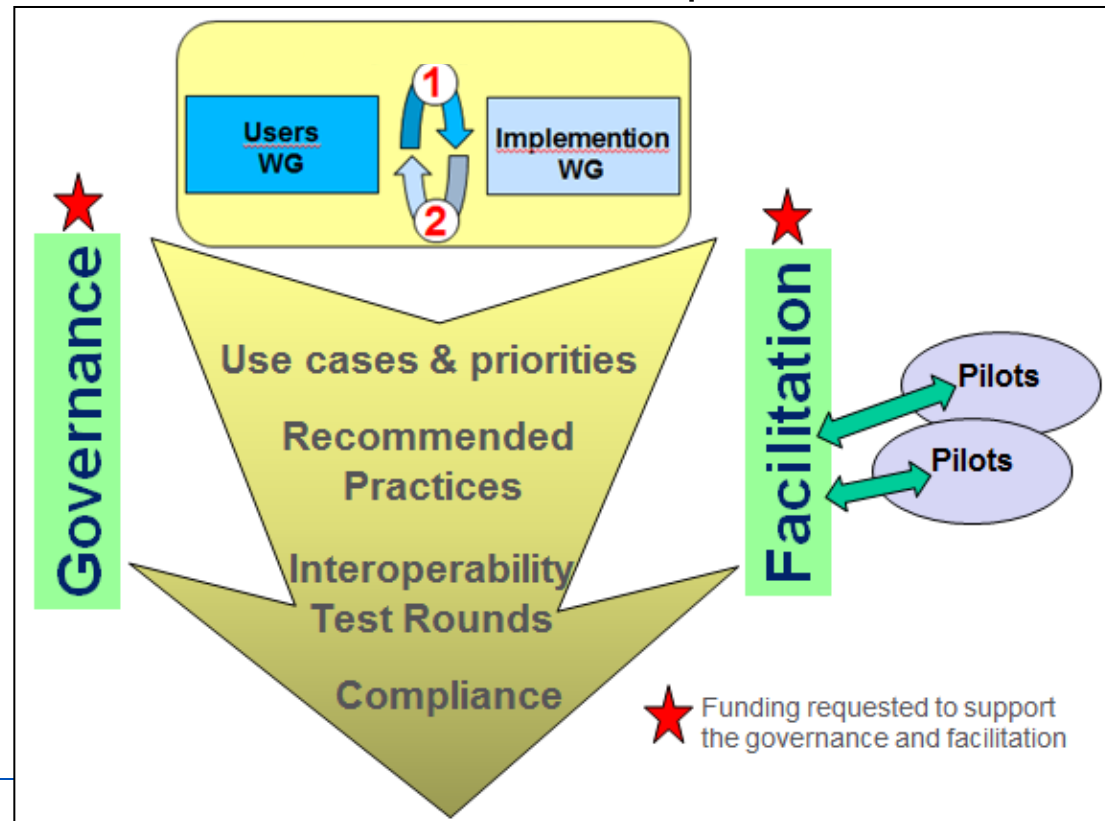 1
Users
WG
Implemention
WG
2
Governance
Facilitation
Use cases & priorities
Recommended
Practices
Interoperability
Test Rounds
Compliance
Pilots
Pilots
Funding requested to support
the governance and facilitation